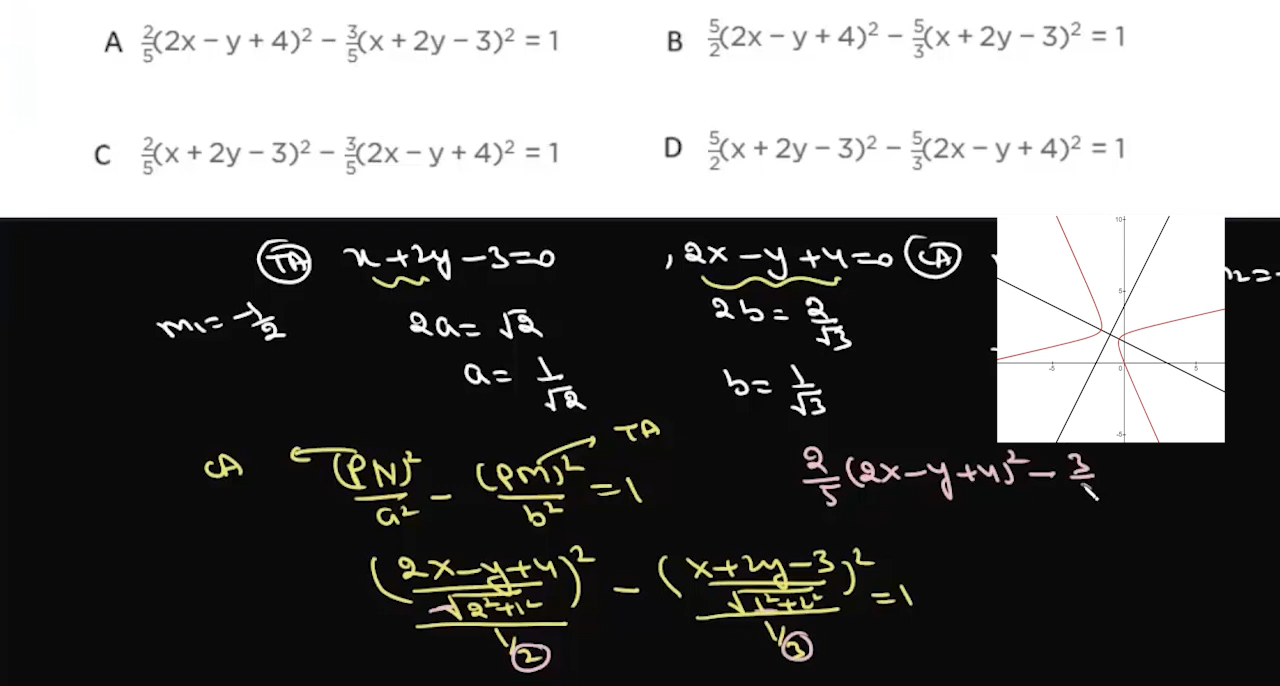 A 2/5(2x − y + 4)² − 3/5(x + 2y − 3)² = 1
B 5/2(2x − y + 4)² − 5/3(x + 2y − 3)² = 1
C 2/5(x + 2y − 3)² − 3/5(2x − y + 4)² = 1
D 5/2(x + 2y − 3)² − 5/3(2x − y + 4)² = 1
TA x+2y−3=0 , 2x−y+4=0 CA
m₁=−1/2 2a=√2 2b=2/√3
a=1/√2 b=1/√3
10
5
-5 0 5
-5
CA (PN)²/a² − (PM)²/b² = 1 TA
2/5(2x−y+4)² − 3
((2x−y+4)/√2²+1²)²/1/2 − ((x+2y−3)/√1²+2²)²/1/3 = 1